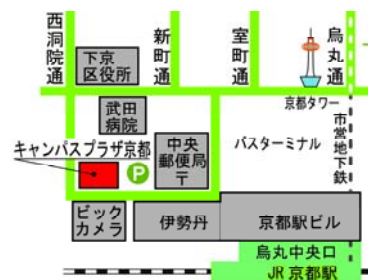 西洞院通
新町通
室町通
烏丸通
下京
区役所
京都タワー
武田
病院
市営地下鉄
キャンパスプラザ京都
P
中央
郵便局
〒
バスターミナル
ビック
カメラ
伊勢丹
京都駅ビル
烏丸中央口
JR京都駅